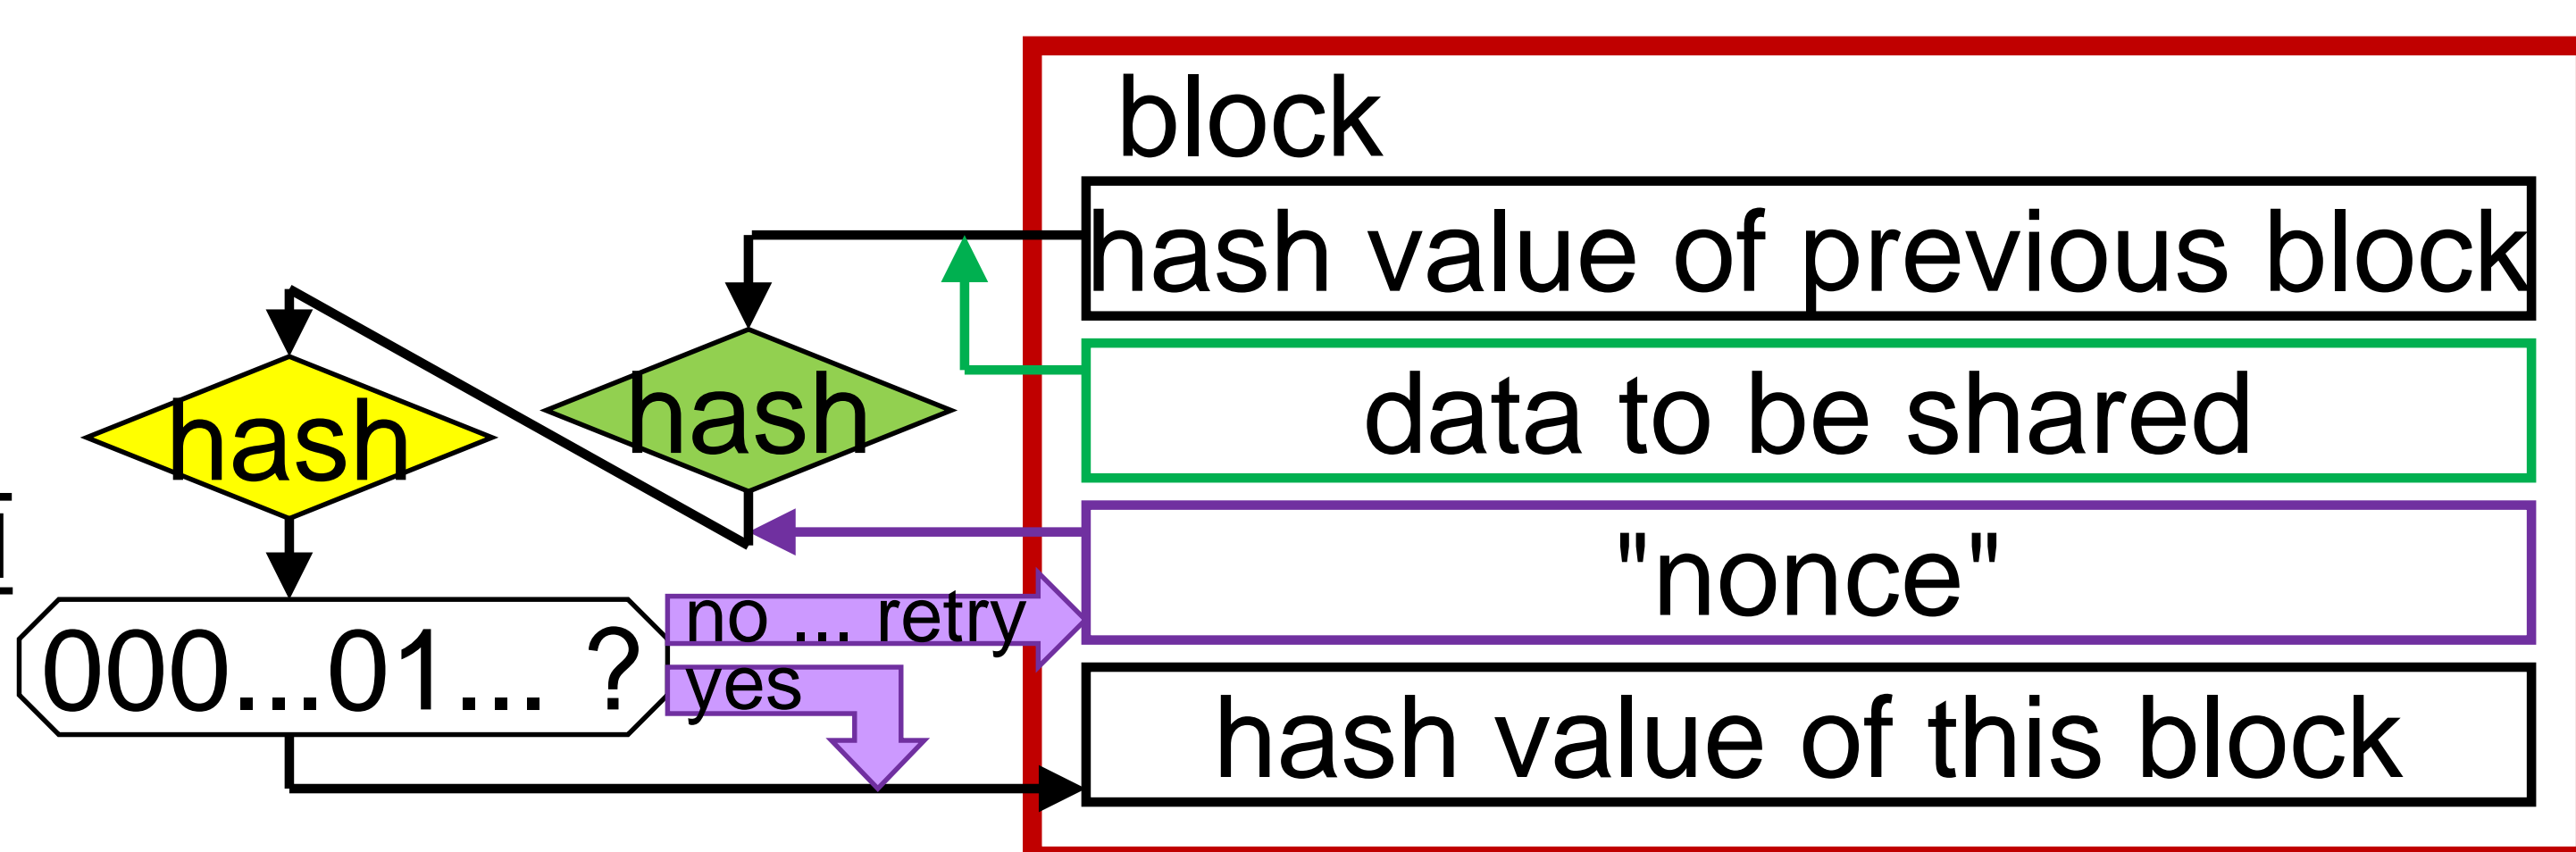 block
hash value of previous block
hash
hash
data to be shared
"nonce"
no ... retry
000...01... ?
yes
hash value of this block